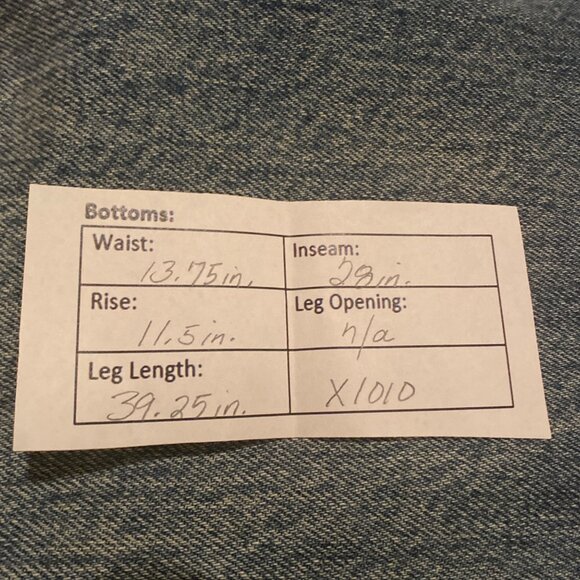 Bottoms:
Waist:
13.75in.
Inseam:
28in.
Rise:
11.5in.
Leg Opening:
n/a
Leg Length:
39.25in.
X1010